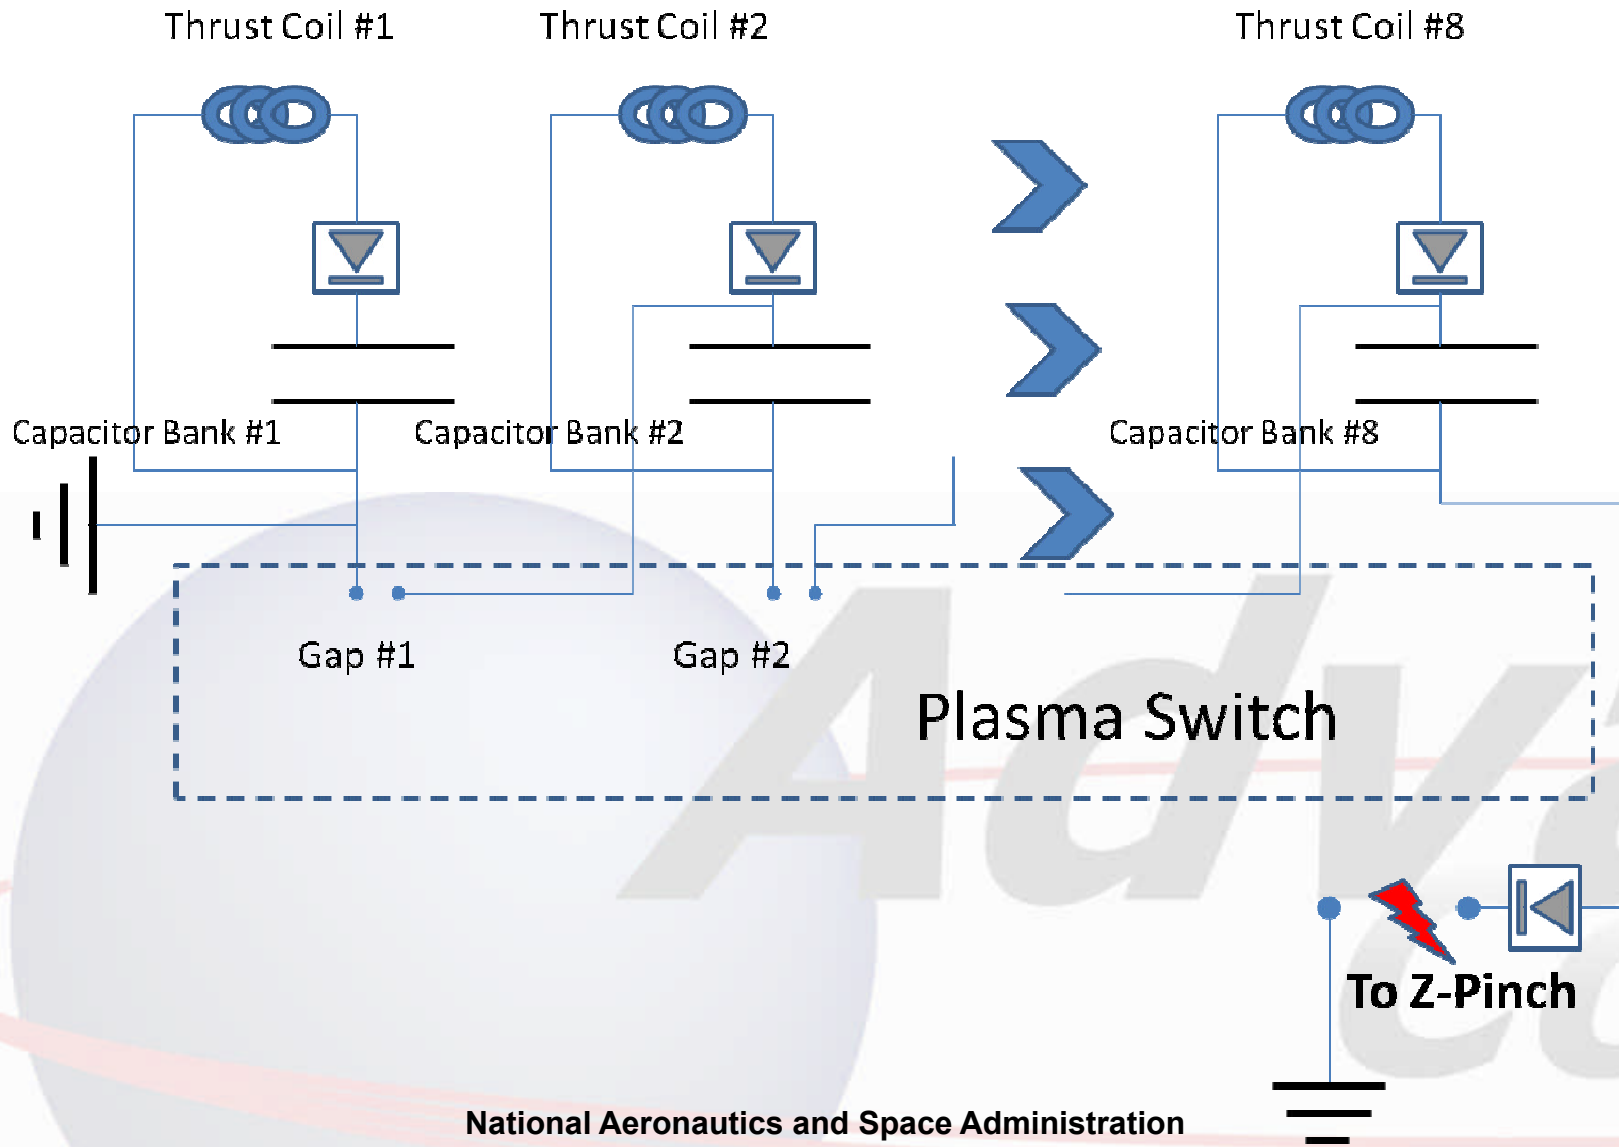 Thrust Coil #1
Thrust Coil #2
Thrust Coil #8
Capacitor Bank #1
Capacitor Bank #2
Capacitor Bank #8
Gap #1
Gap #2
Plasma Switch
To Z-Pinch
National Aeronautics and Space Administration